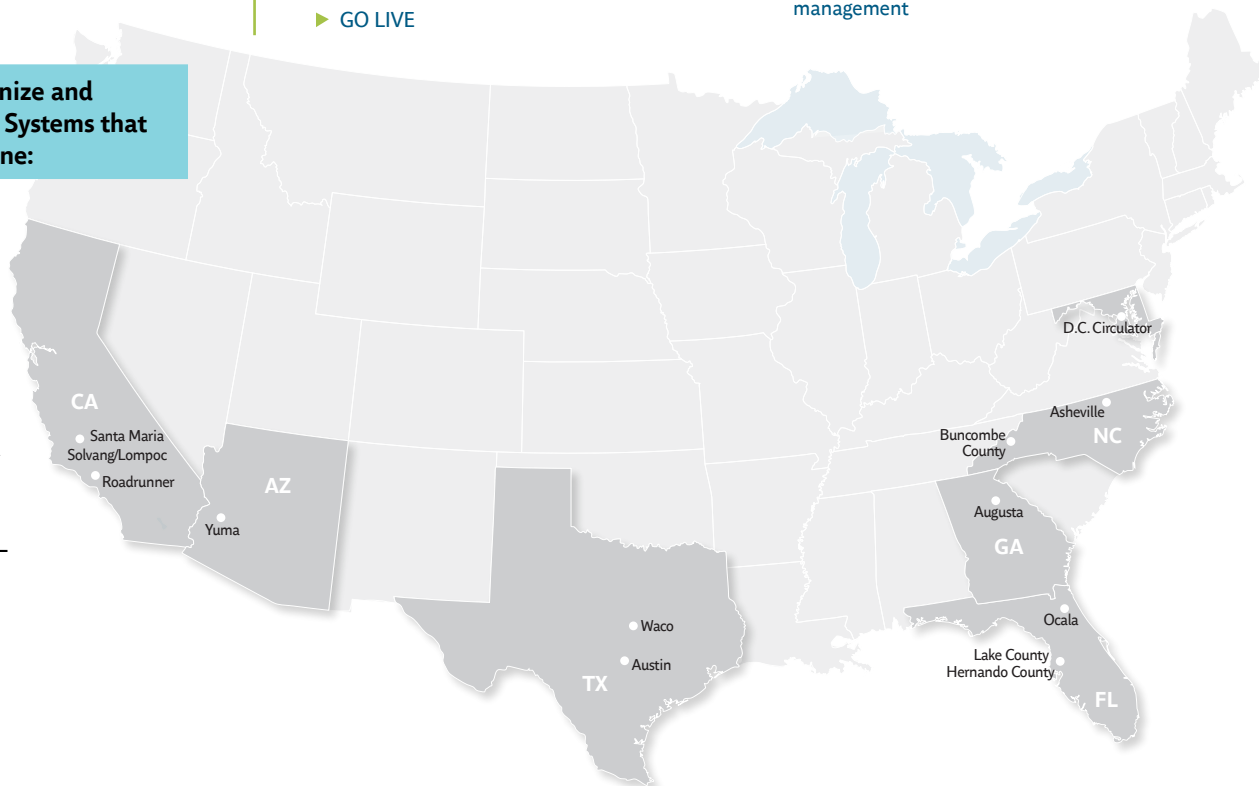 GO LIVE
management
nize and
Systems that
ne:
D.C. Circulator
CA
Santa Maria
Solvang/Lompoc
Roadrunner
AZ
Yuma
Asheville
NC
Buncombe
County
Augusta
GA
Waco
Austin
TX
Ocala
Lake County
Hernando County
FL